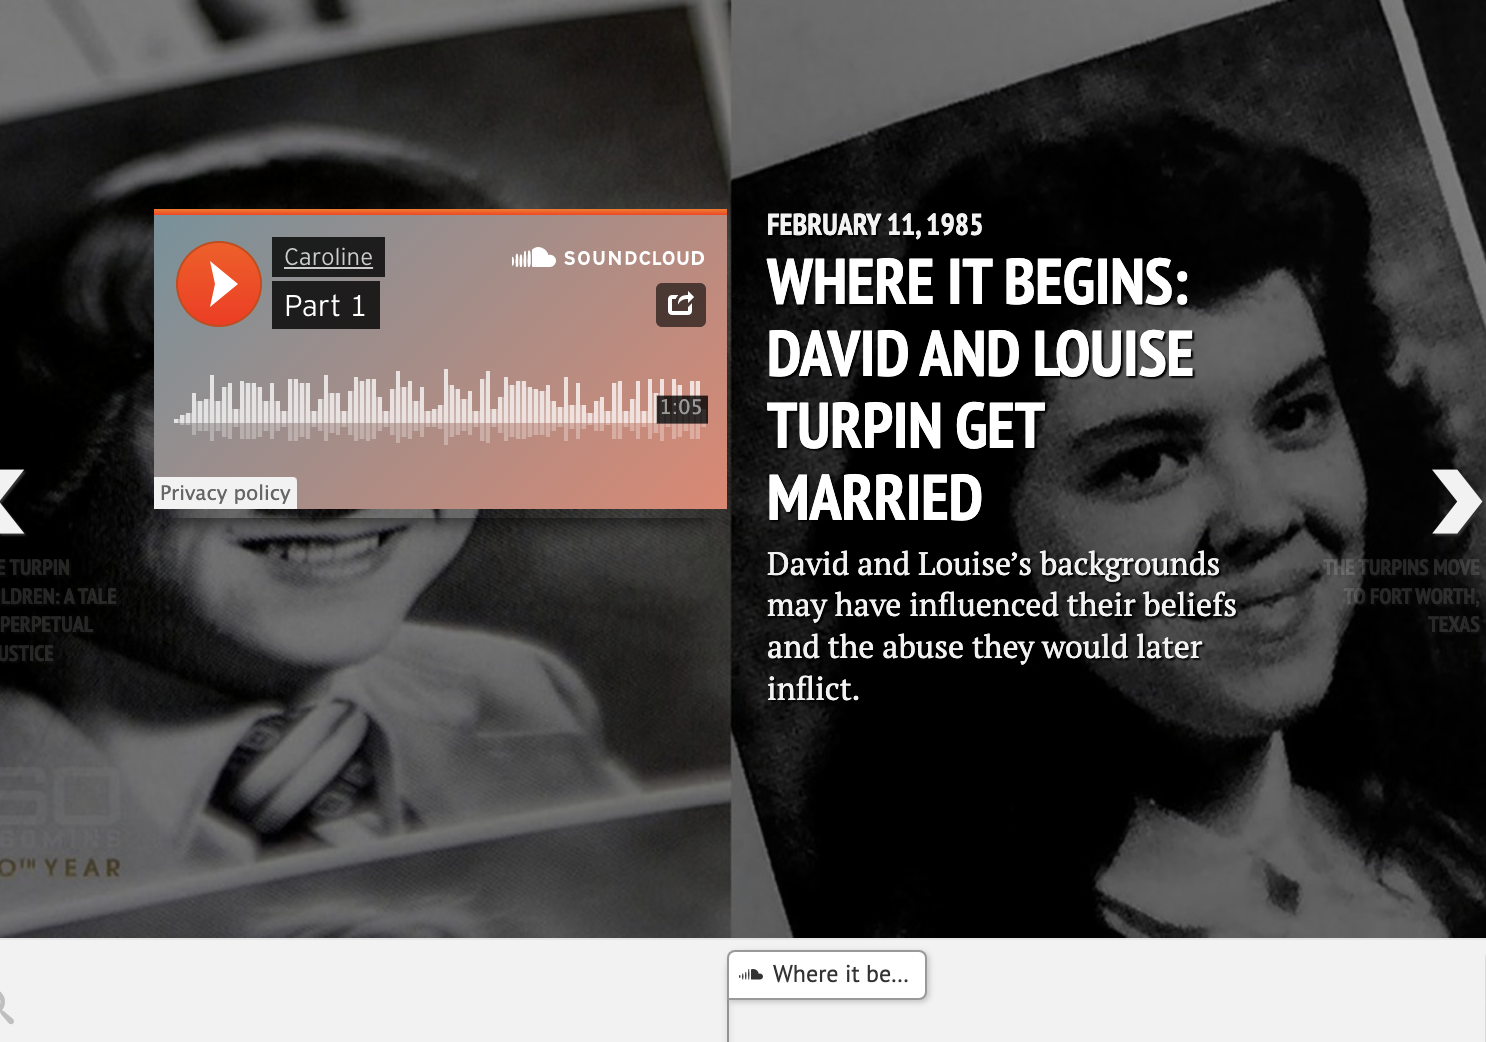 Caroline
SOUNDCLOUD
Part 1
1:05
Privacy policy
FEBRUARY 11, 1985
WHERE IT BEGINS:
DAVID AND LOUISE
TURPIN GET
MARRIED
David and Louise’s backgrounds
may have influenced their beliefs
and the abuse they would later
inflict.
TURPIN
A TALE
PERPETUAL
THE TURPINS MOVE
TO FORT WORTH,
TEXAS
60
YEAR
Where it be...